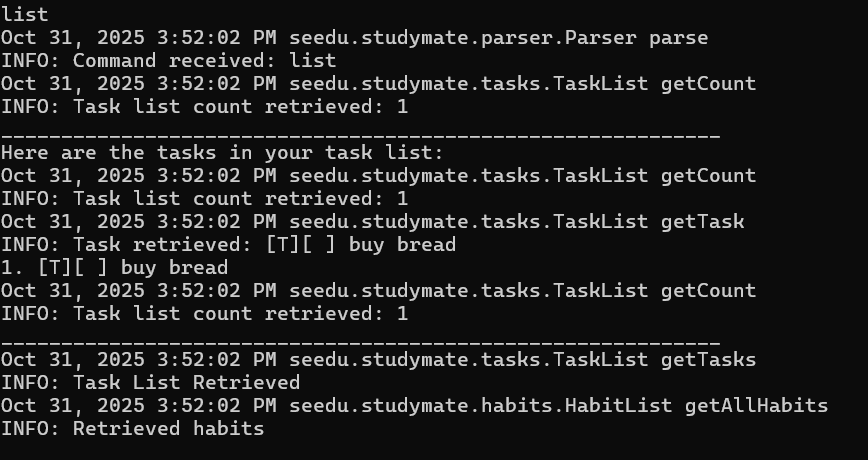 list
Oct 31, 2025 3:52:02 PM seedu.studymate.parser.Parser parse
INFO: Command received: list
Oct 31, 2025 3:52:02 PM seedu.studymate.tasks.TaskList getCount
INFO: Task list count retrieved: 1
____________________________________________________________
Here are the tasks in your task list:
Oct 31, 2025 3:52:02 PM seedu.studymate.tasks.TaskList getCount
INFO: Task list count retrieved: 1
Oct 31, 2025 3:52:02 PM seedu.studymate.tasks.TaskList getTask
INFO: Task retrieved: [T][ ] buy bread
1. [T][ ] buy bread
Oct 31, 2025 3:52:02 PM seedu.studymate.tasks.TaskList getCount
INFO: Task list count retrieved: 1
____________________________________________________________
Oct 31, 2025 3:52:02 PM seedu.studymate.tasks.TaskList getTasks
INFO: Task List Retrieved
Oct 31, 2025 3:52:02 PM seedu.studymate.habits.HabitList getAllHabits
INFO: Retrieved habits